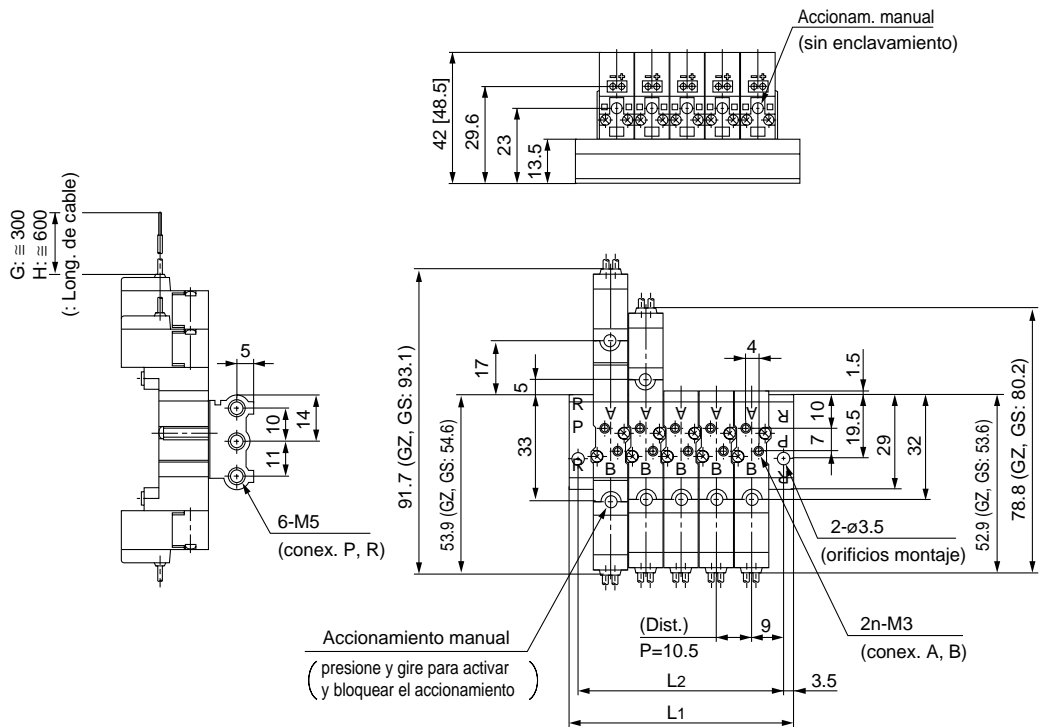 Accionam. manual
(sin enclavamiento)
42 [48.5]
29.6
23
13.5
G: ≅ 300
H: ≅ 600
(: Long. de cable)
5
14
10
11
6-M5
(conex. P, R)
91.7 (GZ, GS: 93.1)
53.9 (GZ, GS: 54.6)
17
5
33
4
1.5
10
7
19.5
29
32
52.9 (GZ, GS: 53.6)
78.8 (GZ, GS: 80.2)
R
P
R
A A A A A
B B B B B
R
P
R
2-ø3.5
(orificios montaje)
2n-M3
(conex. A, B)
(Dist.)
P=10.5
9
3.5
L2
L1
Accionamiento manual
(presione y gire para activar
y bloquear el accionamiento)